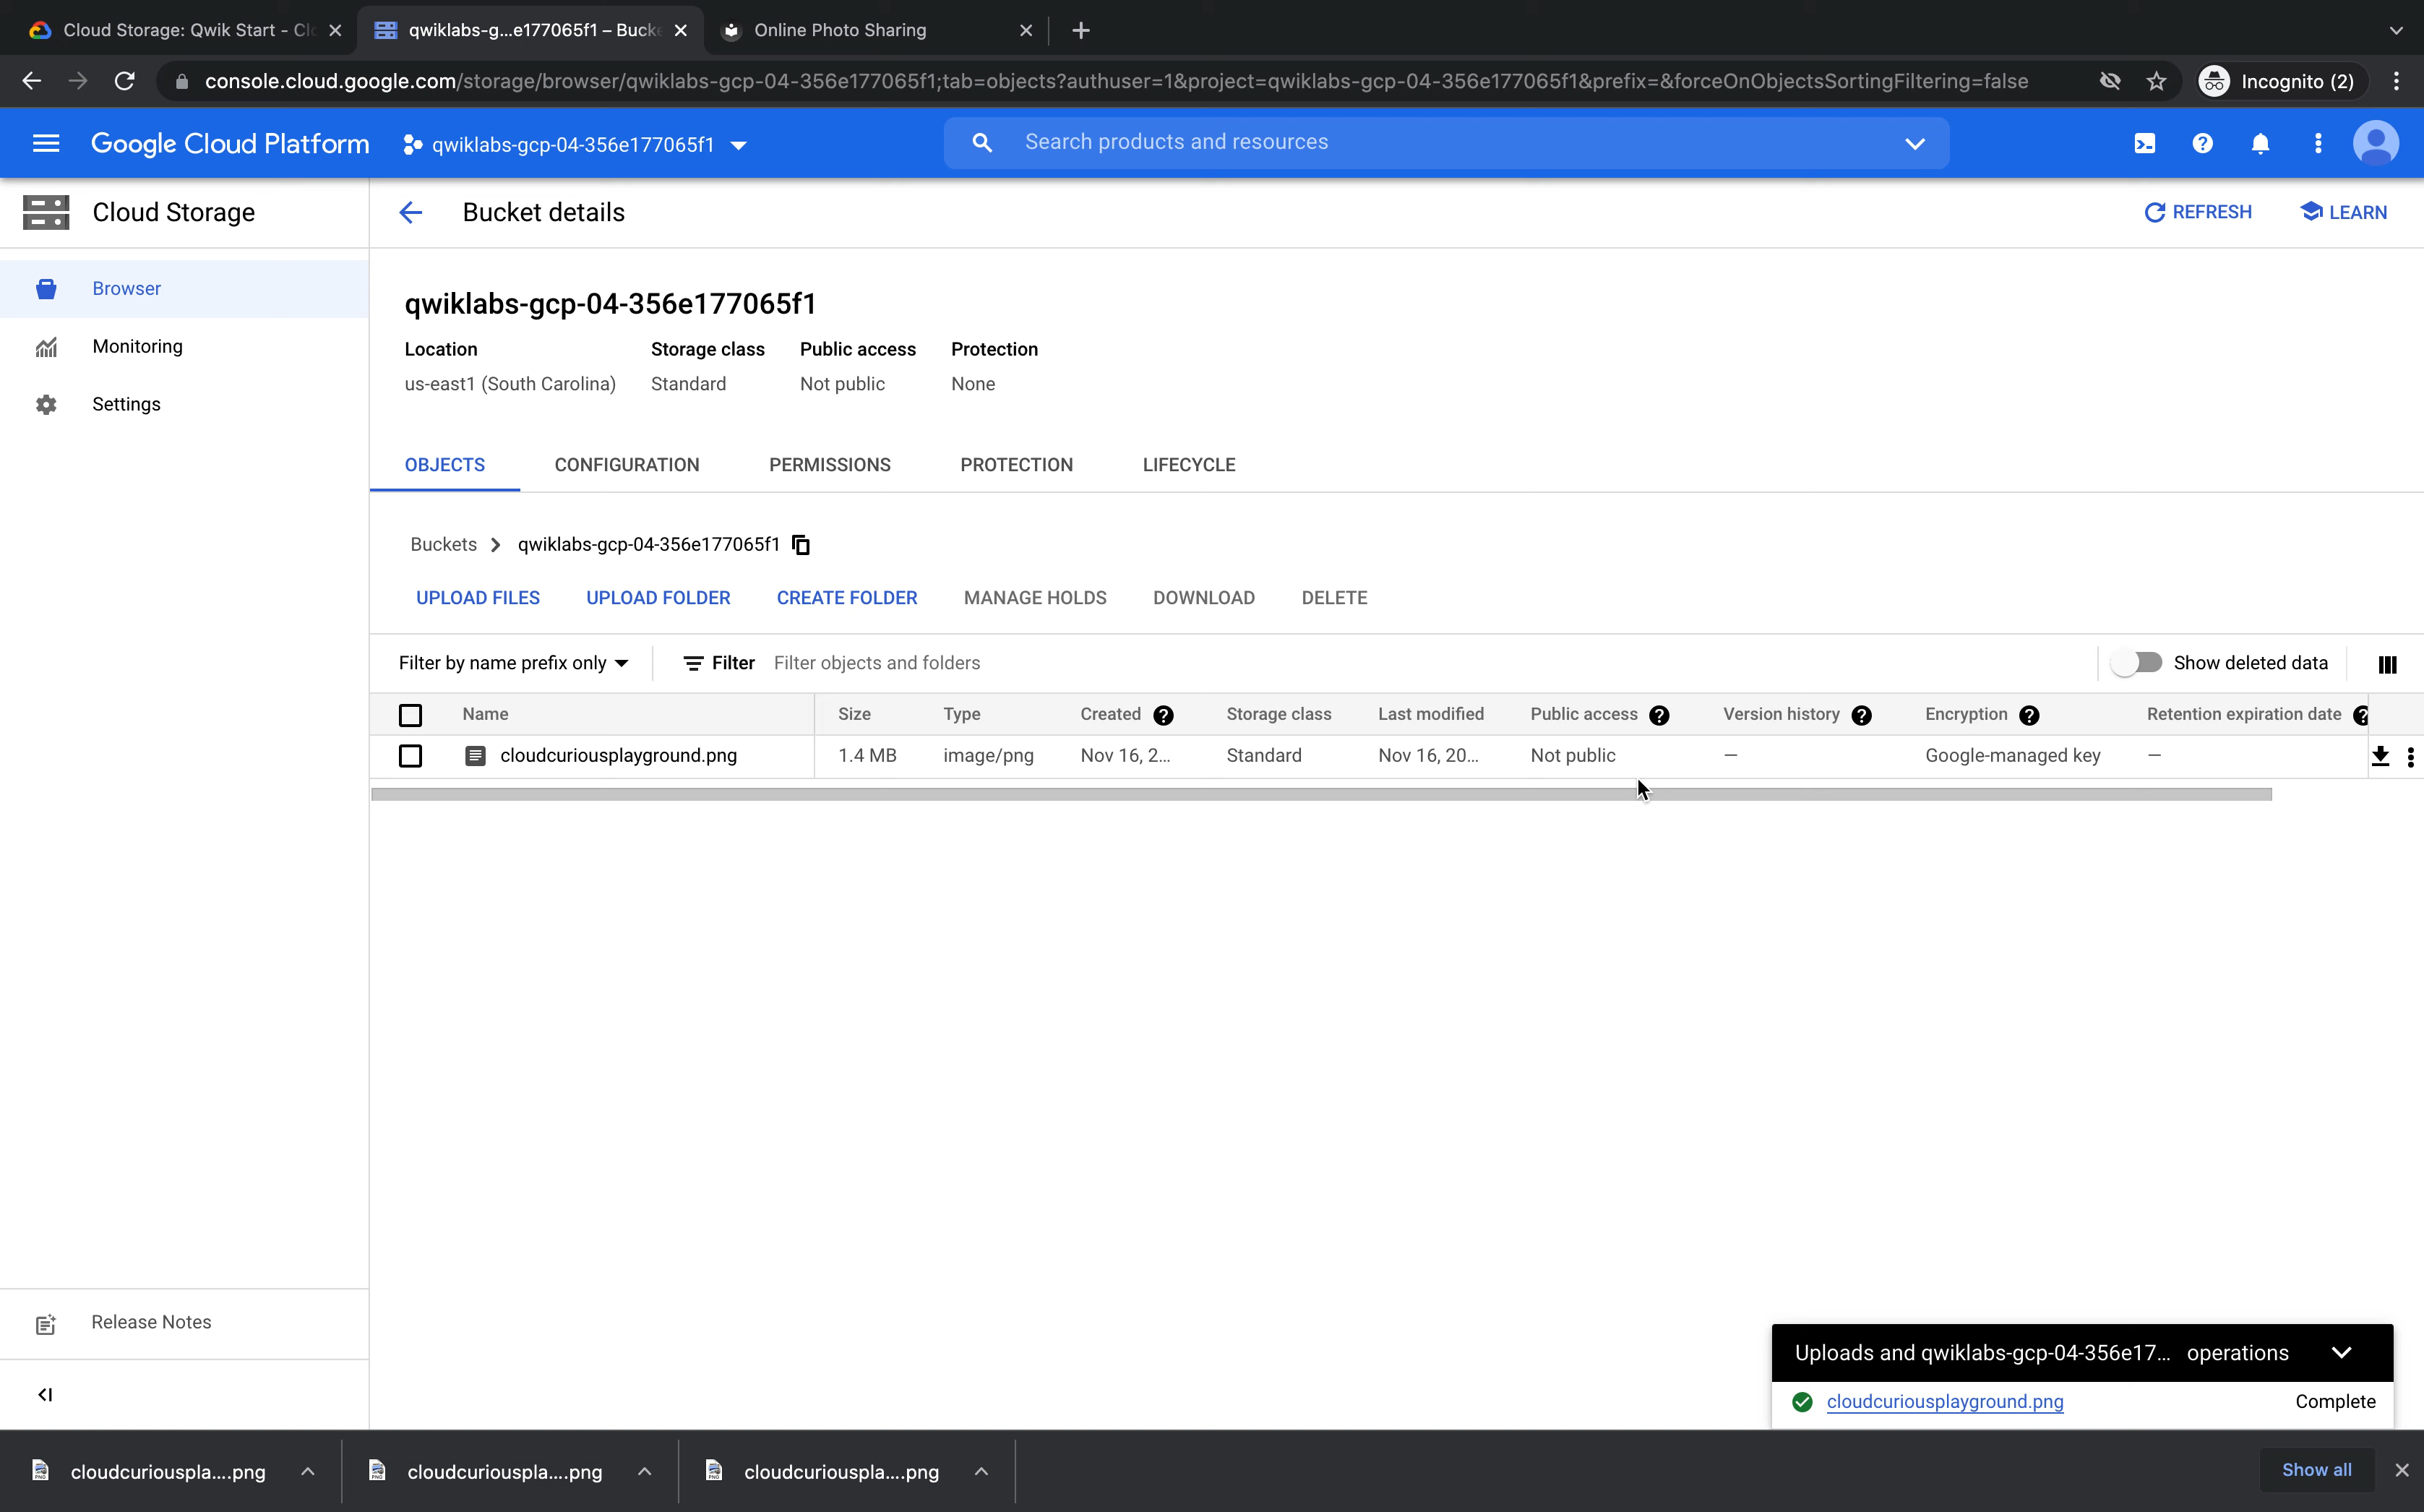 Cloud Storage: Qwik Start - Cl
qwiklabs-g...e177065f1 – Buck
Online Photo Sharing
console.cloud.google.com/storage/browser/qwiklabs-gcp-04-356e177065f1;tab=objects?authuser=1&project=qwiklabs-gcp-04-356e177065f1&prefix=&forceOnObjectsSortingFiltering=false
Incognito (2)
Google Cloud Platform
qwiklabs-gcp-04-356e177065f1
Search products and resources
Cloud Storage
Bucket details
REFRESH
LEARN
Browser
Monitoring
Settings
qwiklabs-gcp-04-356e177065f1
Location Storage class Public access Protection
us-east1 (South Carolina) Standard Not public None
OBJECTS CONFIGURATION PERMISSIONS PROTECTION LIFECYCLE
Buckets > qwiklabs-gcp-04-356e177065f1
UPLOAD FILES UPLOAD FOLDER CREATE FOLDER MANAGE HOLDS DOWNLOAD DELETE
Filter by name prefix only Filter Filter objects and folders Show deleted data
Name Size Type Created Storage class Last modified Public access Version history Encryption Retention expiration date
cloudcuriousplayground.png 1.4 MB image/png Nov 16, 2... Standard Nov 16, 20... Not public — Google-managed key —
Release Notes
Uploads and qwiklabs-gcp-04-356e17... operations
cloudcuriousplayground.png Complete
cloudcuriouspla....png cloudcuriouspla....png cloudcuriouspla....png Show all